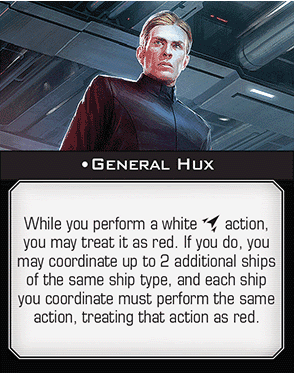 •General Hux
While you perform a white action,
you may treat it as red. If you do, you
may coordinate up to 2 additional ships
of the same ship type, and each ship
you coordinate must perform the same
action, treating that action as red.